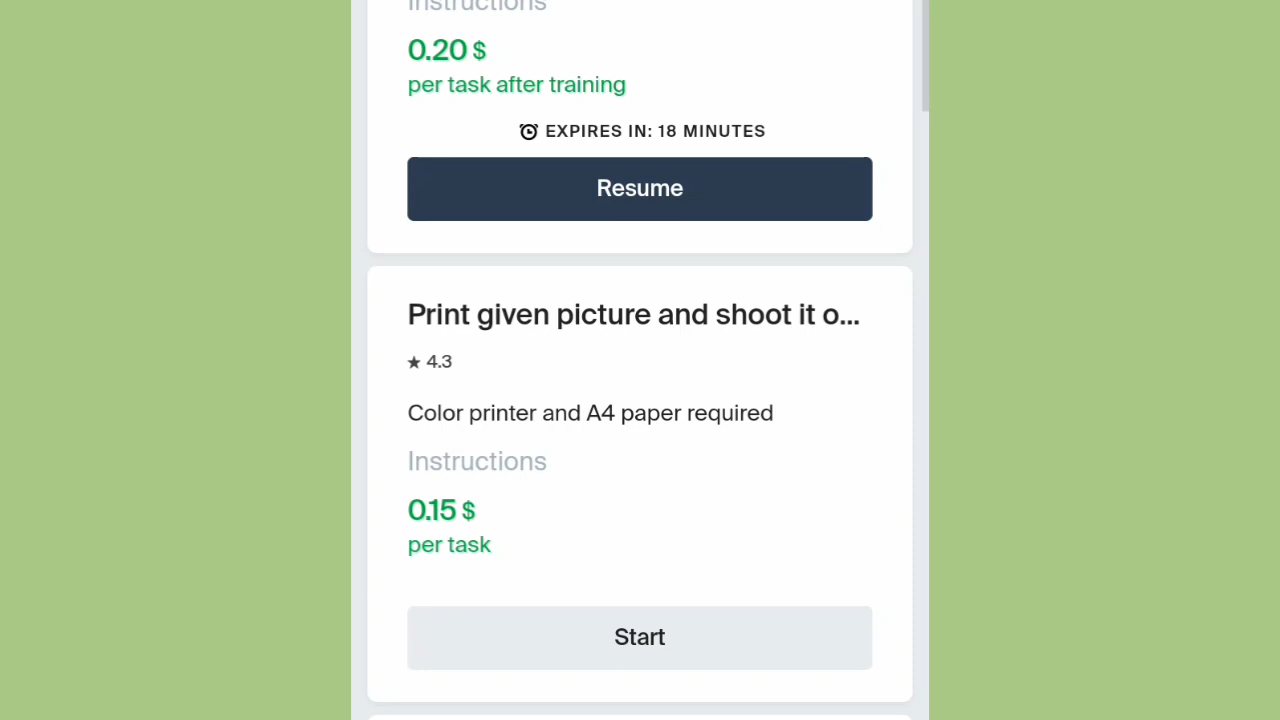 Instructions
0.20 $
per task after training
EXPIRES IN: 18 MINUTES
Resume
Print given picture and shoot it o...
★ 4.3
Color printer and A4 paper required
Instructions
0.15 $
per task
Start